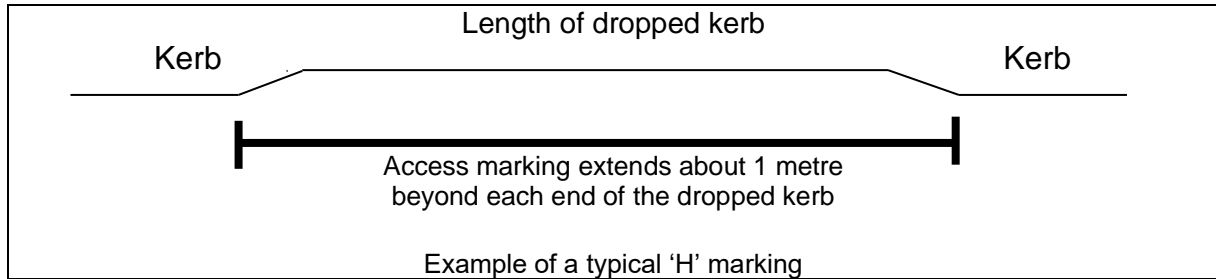 Length of dropped kerb
Kerb
Kerb
Access marking extends about 1 metre
beyond each end of the dropped kerb
Example of a typical ‘H’ marking